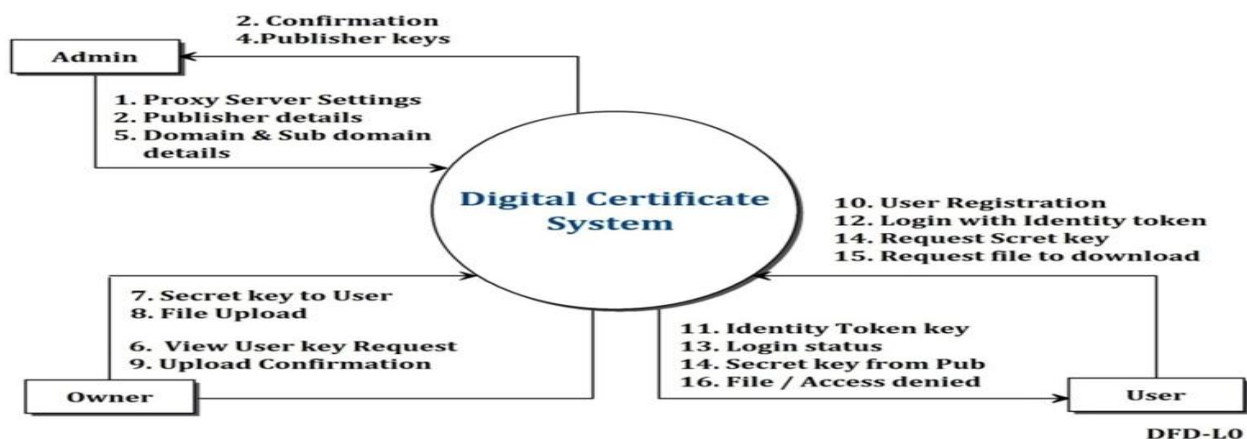 2. Confirmation
4.Publisher keys
Admin
1. Proxy Server Settings
2. Publisher details
5. Domain & Sub domain
details
Digital Certificate
System
10. User Registration
12. Login with Identity token
14. Request Scret key
15. Request file to download
7. Secret key to User
8. File Upload
6. View User key Request
9. Upload Confirmation
Owner
11. Identity Token key
13. Login status
14. Secret key from Pub
16. File / Access denied
User
DFD-L0